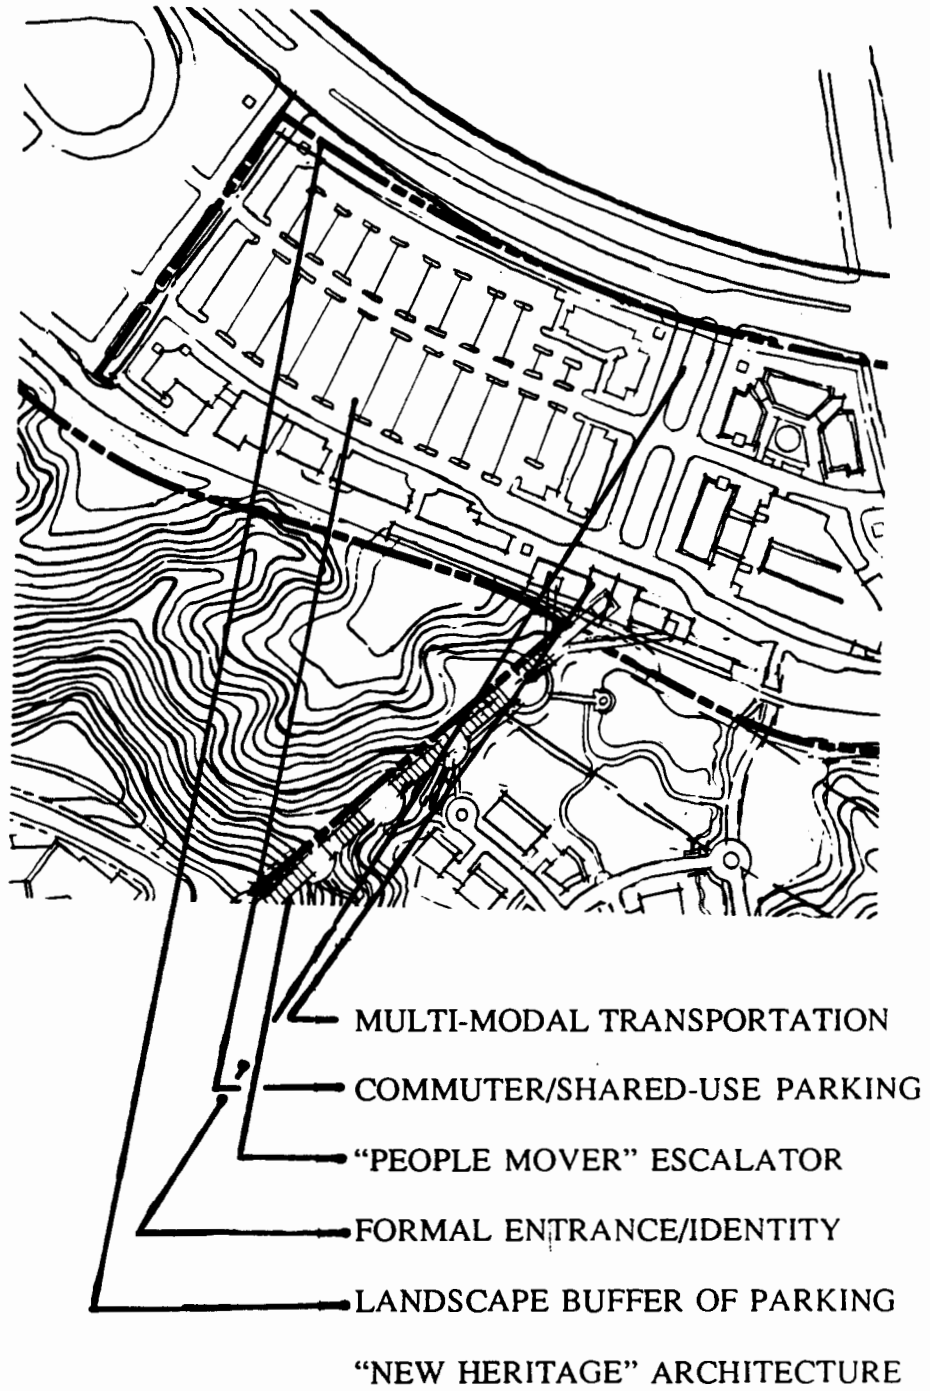 MULTI-MODAL TRANSPORTATION
COMMUTER/SHARED-USE PARKING
“PEOPLE MOVER” ESCALATOR
FORMAL ENTRANCE/IDENTITY
LANDSCAPE BUFFER OF PARKING
“NEW HERITAGE” ARCHITECTURE